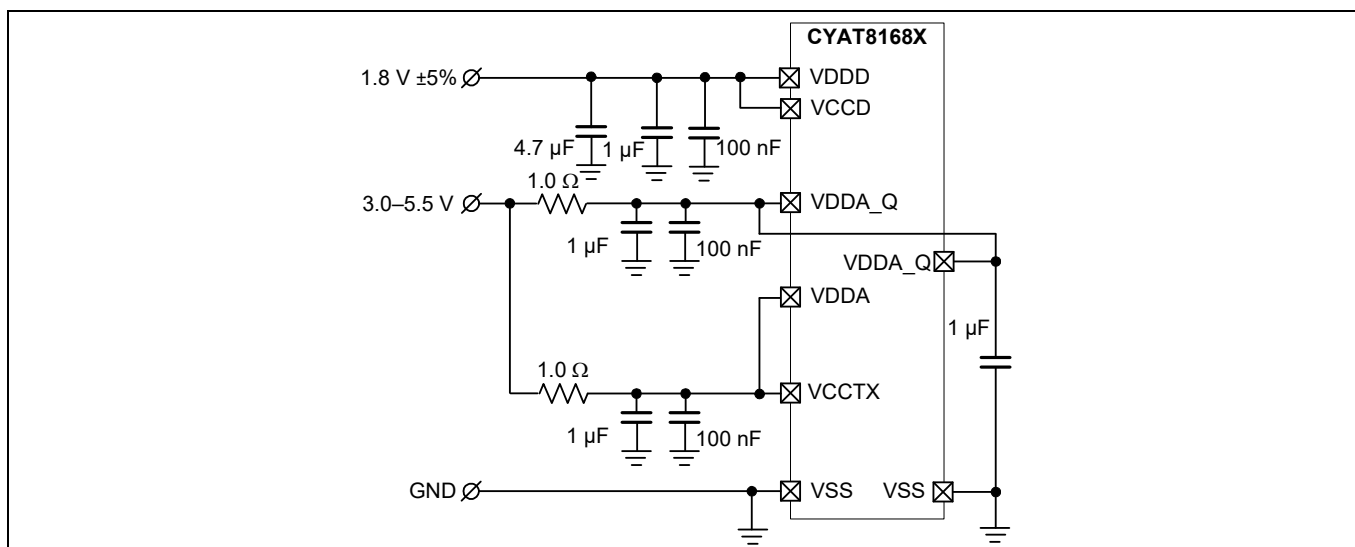 CYAT8168X
1.8 V ±5%
VDDD
VCCD
4.7 µF
1 µF
100 nF
1.0 Ω
3.0–5.5 V
VDDA_Q
1 µF
100 nF
VDDA_Q
VDDA
1 µF
1.0 Ω
VCCTX
1 µF
100 nF
GND
VSS
VSS